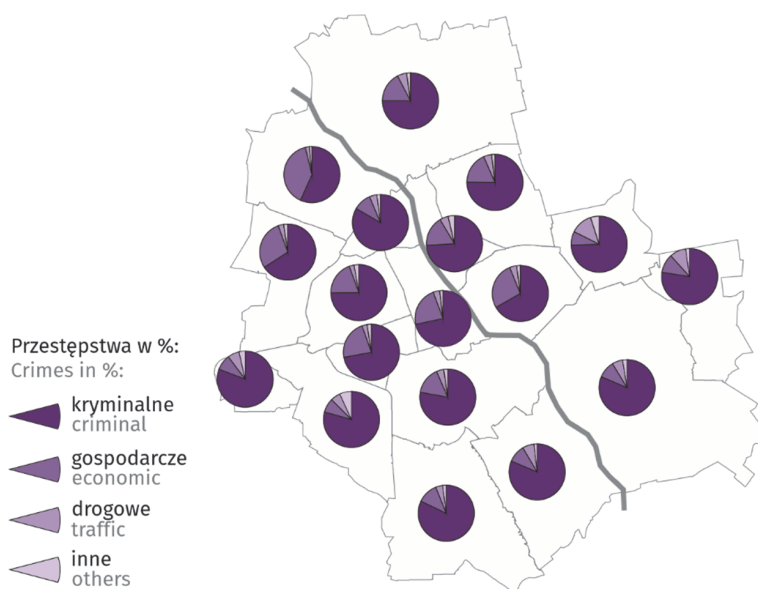 Przestępstwa w %:
Crimes in %:
kryminalne
criminal
gospodarcze
economic
drogowe
traffic
inne
others